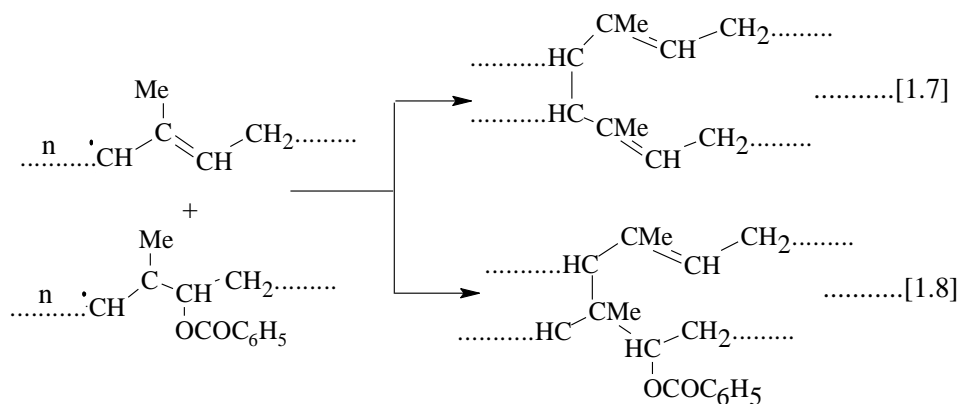 CMe CH CH2.........
..........HC
...........[1.7]
..........HC
CMe CH CH2.........
Me
n ..........CH C CH CH2.........
+
Me
n ..........CH C CH CH2.........
OCOC6H5
CMe CH CH2.........
..........HC
...........[1.8]
CMe
..........HC HC CH2.........
OCOC6H5